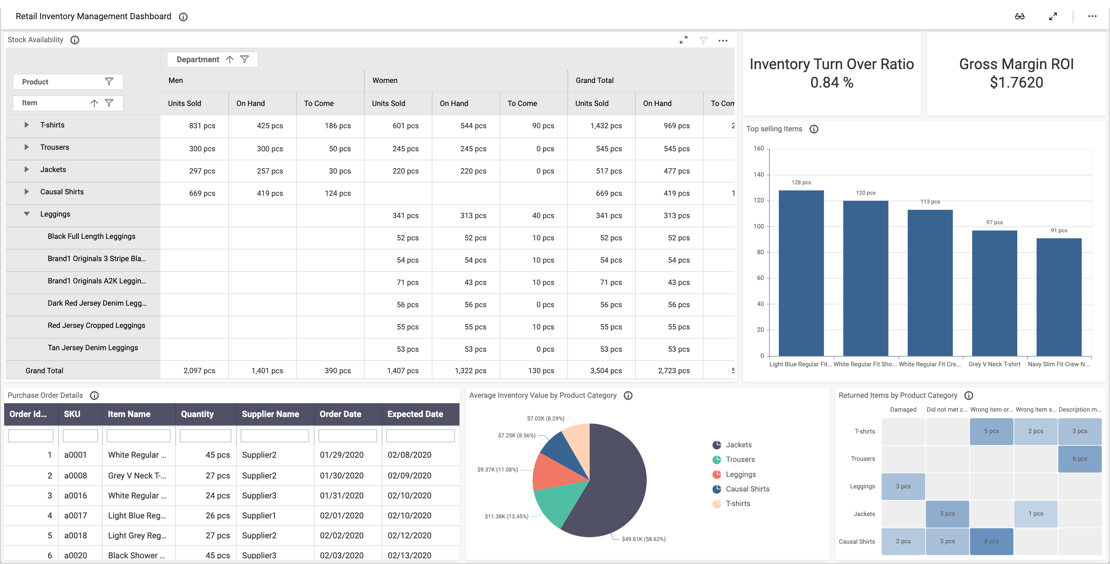 Retail Inventory Management Dashboard
Stock Availability
Department
Product
Item
Men Women Grand Total
Units Sold On Hand To Come Units Sold On Hand To Come Units Sold On Hand To Com
T-shirts 831 pcs 425 pcs 186 pcs 601 pcs 544 pcs 90 pcs 1,432 pcs 969 pcs 2
Trousers 300 pcs 300 pcs 50 pcs 245 pcs 245 pcs 0 pcs 545 pcs 545 pcs
Jackets 297 pcs 257 pcs 30 pcs 220 pcs 220 pcs 0 pcs 517 pcs 477 pcs
Causal Shirts 669 pcs 419 pcs 124 pcs 669 pcs 419 pcs 1
Leggings 341 pcs 313 pcs 40 pcs 341 pcs 313 pcs
Black Full Length Leggings 52 pcs 52 pcs 10 pcs 52 pcs 52 pcs
Brand1 Originals 3 Stripe Bla... 54 pcs 54 pcs 10 pcs 54 pcs 54 pcs
Brand1 Originals A2K Leggin... 71 pcs 43 pcs 10 pcs 71 pcs 43 pcs
Dark Red Jersey Denim Legg... 56 pcs 56 pcs 0 pcs 56 pcs 56 pcs
Red Jersey Cropped Leggings 55 pcs 55 pcs 10 pcs 55 pcs 55 pcs
Tan Jersey Denim Leggings 53 pcs 53 pcs 0 pcs 53 pcs 53 pcs
Grand Total 2,097 pcs 1,401 pcs 390 pcs 1,407 pcs 1,322 pcs 130 pcs 3,504 pcs 2,723 pcs 5
Inventory Turn Over Ratio
0.84 %
Gross Margin ROI
$1.7620
Top selling Items
160
140
120
100
80
60
40
20
0
128 pcs
120 pcs
113 pcs
97 pcs
91 pcs
Light Blue Regular Fit... White Regular Fit Sho... White Regular Fit Cre... Grey V Neck T-shirt Navy Slim Fit Crew N...
Purchase Order Details
Order Id... SKU Item Name Quantity Supplier Name Order Date Expected Date
1 a0001 White Regular ... 45 pcs Supplier2 01/29/2020 02/08/2020
2 a0008 Grey V Neck T-... 27 pcs Supplier2 01/30/2020 02/09/2020
3 a0016 White Regular ... 24 pcs Supplier3 01/31/2020 02/10/2020
4 a0017 Light Blue Reg... 26 pcs Supplier1 02/01/2020 02/10/2020
5 a0018 Light Grey Reg... 27 pcs Supplier2 02/02/2020 02/12/2020
6 a0020 Black Shower ... 45 pcs Supplier3 02/03/2020 02/13/2020
Average Inventory Value by Product Category
$7.02K (8.29%)
$7.25K (8.56%)
$9.37K (11.08%)
$11.38K (13.45%)
$49.61K (58.62%)
Jackets
Trousers
Leggings
Causal Shirts
T-shirts
Returned Items by Product Category
Damaged Did not met c... Wrong item or... Wrong item s... Description m...
T-shirts 5 pcs 2 pcs 3 pcs
Trousers 6 pcs
Leggings 3 pcs
Jackets 5 pcs 1 pcs
Causal Shirts 2 pcs 3 pcs 8 pcs